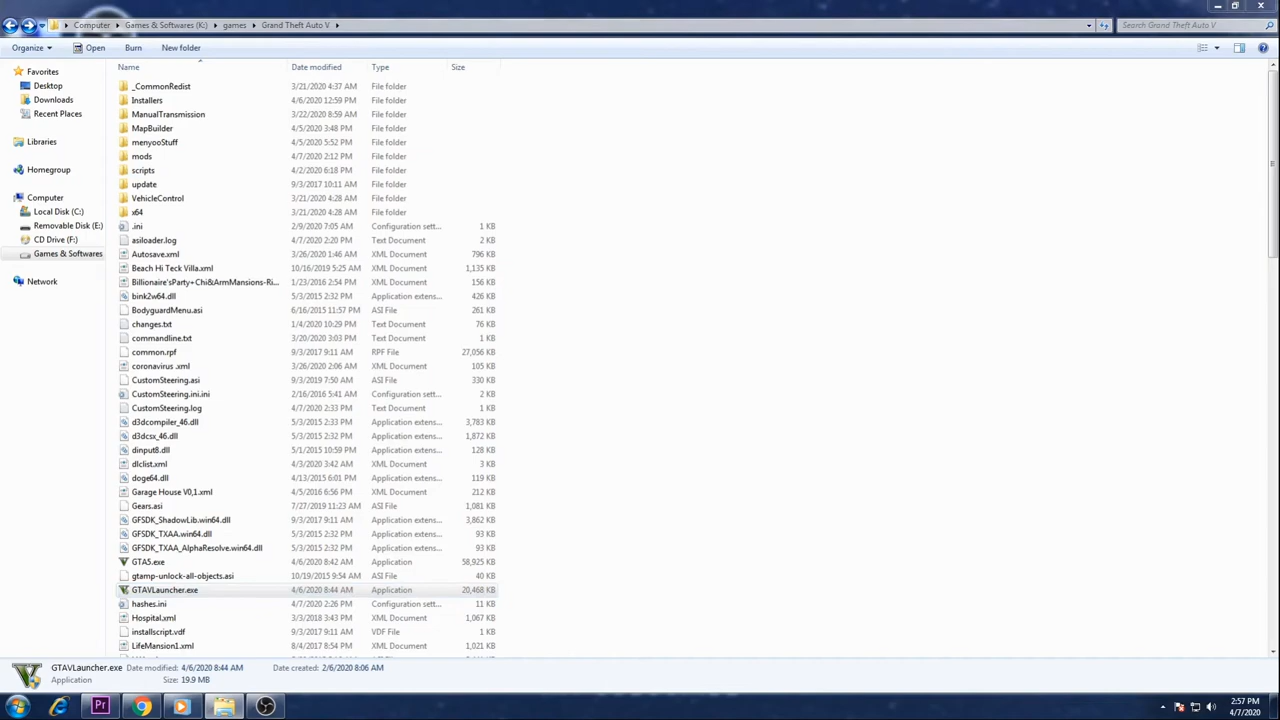 Computer ▸ Games & Softwares (K:) ▸ games ▸ Grand Theft Auto V ▸ Search Grand Theft Auto V
Organize ▾ Open Burn New folder
Name Date modified Type Size
Favorites
Desktop
Downloads
Recent Places
Libraries
Homegroup
Computer
Local Disk (C:)
Removable Disk (E:)
CD Drive (F:)
Games & Softwares
Network
_CommonRedist 3/21/2020 4:37 AM File folder
Installers 4/6/2020 12:59 PM File folder
ManualTransmission 3/22/2020 8:59 AM File folder
MapBuilder 4/5/2020 3:48 PM File folder
menyooStuff 4/5/2020 5:52 PM File folder
mods 4/7/2020 2:12 PM File folder
scripts 4/2/2020 6:18 PM File folder
update 9/3/2017 10:11 AM File folder
VehicleControl 3/21/2020 4:28 AM File folder
x64 3/21/2020 4:28 AM File folder
.ini 2/9/2020 7:05 AM Configuration sett... 1 KB
asiloader.log 4/7/2020 2:20 PM Text Document 2 KB
Autosave.xml 3/26/2020 1:46 AM XML Document 796 KB
Beach Hi Teck Villa.xml 10/16/2019 5:25 AM XML Document 1,135 KB
Billionaire'sParty+Chi&ArmMansions-Ri... 1/23/2016 2:54 PM XML Document 156 KB
bink2w64.dll 5/3/2015 2:32 PM Application extens... 426 KB
BodyguardMenu.asi 6/16/2015 11:57 PM ASI File 261 KB
changes.txt 1/4/2020 10:29 PM Text Document 76 KB
commandline.txt 3/20/2020 3:03 PM Text Document 1 KB
common.rpf 9/3/2017 9:11 AM RPF File 27,056 KB
coronavirus .xml 3/26/2020 2:06 AM XML Document 105 KB
CustomSteering.asi 9/3/2019 7:50 AM ASI File 330 KB
CustomSteering.ini.ini 2/16/2016 5:41 AM Configuration sett... 2 KB
CustomSteering.log 4/7/2020 2:33 PM Text Document 1 KB
d3dcompiler_46.dll 5/3/2015 2:33 PM Application extens... 3,783 KB
d3dcsx_46.dll 5/3/2015 2:32 PM Application extens... 1,872 KB
dinput8.dll 5/1/2015 10:59 PM Application extens... 128 KB
dlclist.xml 4/3/2020 3:42 AM XML Document 3 KB
doge64.dll 4/13/2015 6:01 PM Application extens... 119 KB
Garage House V0,1.xml 4/5/2016 6:56 PM XML Document 212 KB
Gears.asi 7/27/2019 11:23 AM ASI File 1,081 KB
GFSDK_ShadowLib.win64.dll 9/3/2017 9:11 AM Application extens... 3,862 KB
GFSDK_TXAA.win64.dll 5/3/2015 2:32 PM Application extens... 93 KB
GFSDK_TXAA_AlphaResolve.win64.dll 5/3/2015 2:32 PM Application extens... 93 KB
GTA5.exe 4/6/2020 8:42 AM Application 58,925 KB
gtamp-unlock-all-objects.asi 10/19/2015 9:54 AM ASI File 40 KB
GTAVLauncher.exe 4/6/2020 8:44 AM Application 20,468 KB
hashes.ini 4/7/2020 2:26 PM Configuration sett... 11 KB
Hospital.xml 3/3/2018 3:43 PM XML Document 1,067 KB
installscript.vdf 9/3/2017 9:11 AM VDF File 1 KB
LifeMansion1.xml 8/4/2017 8:54 PM XML Document 1,021 KB
GTAVLauncher.exe Date modified: 4/6/2020 8:44 AM Date created: 2/6/2020 8:06 AM
Application Size: 19.9 MB
Pr
2:57 PM
4/7/2020